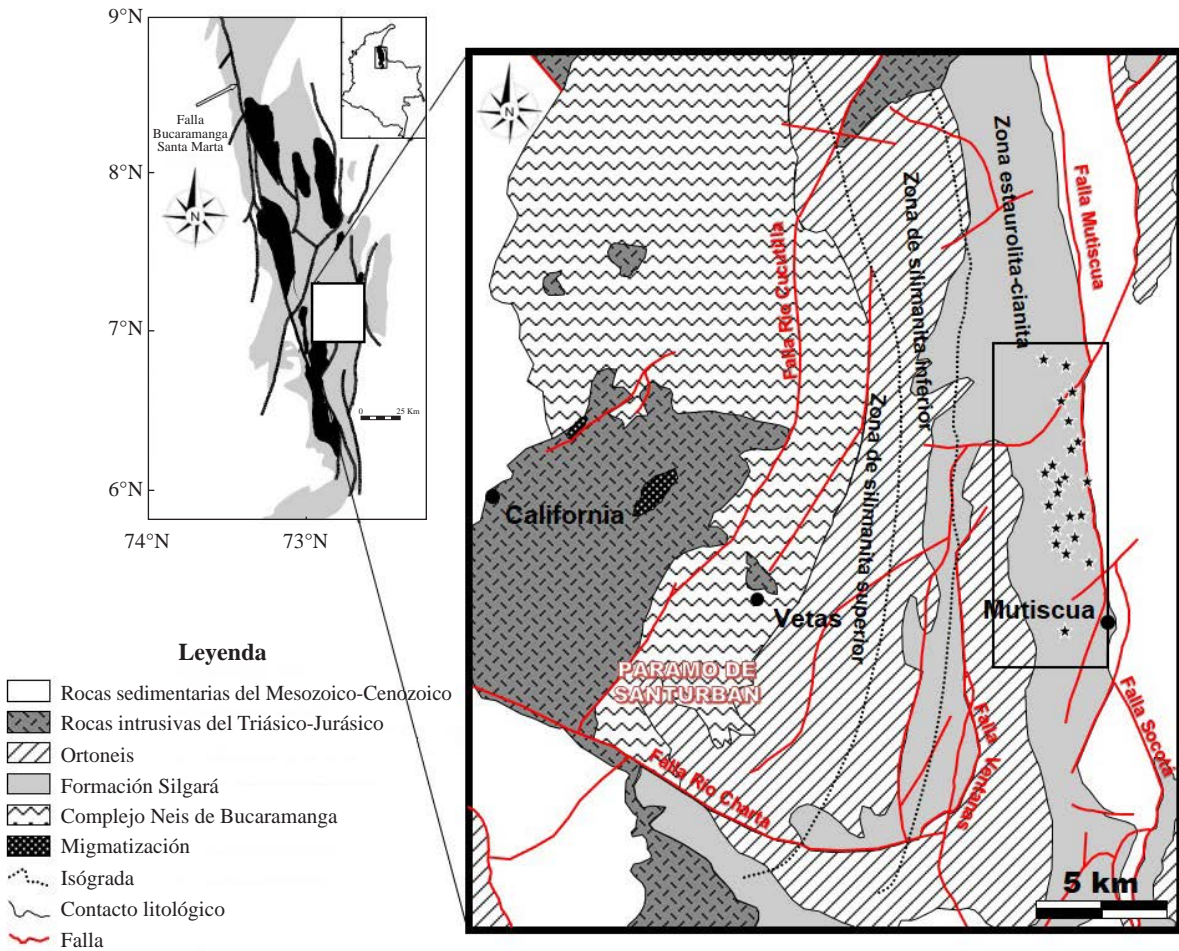 9°N
8°N
7°N
6°N
74°N
73°N
Falla
Bucaramanga
Santa Marta
N
0 25 Km
Leyenda
Rocas sedimentarias del Mesozoico-Cenozoico
Rocas intrusivas del Triásico-Jurásico
Ortoneis
Formación Silgará
Complejo Neis de Bucaramanga
Migmatización
Isógrada
Contacto litológico
Falla
N
Falla Río Cucutilla
Zona de silimanita superior
Zona de silimanita inferior
Zona estaurolita-cianita
Falla Mutiscua
California
Vetas
Mutiscua
PARAMO DE
SANTURBAN
Falla Río Charta
Falla Ventanas
Falla Socotá
5 km